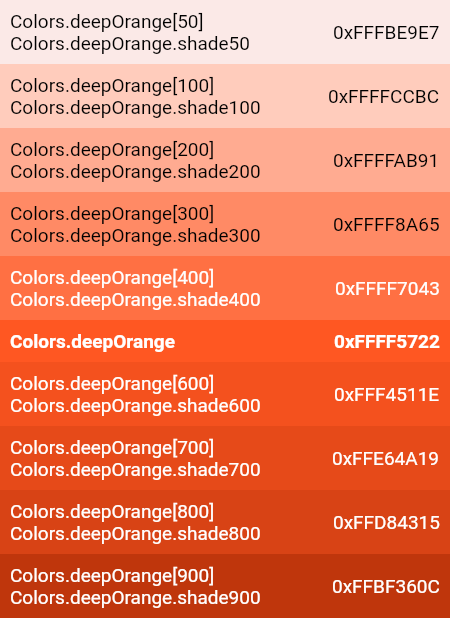 Colors.deepOrange[50]
Colors.deepOrange.shade50
0xFFFBE9E7
Colors.deepOrange[100]
Colors.deepOrange.shade100
0xFFFFCCBC
Colors.deepOrange[200]
Colors.deepOrange.shade200
0xFFFFAB91
Colors.deepOrange[300]
Colors.deepOrange.shade300
0xFFFF8A65
Colors.deepOrange[400]
Colors.deepOrange.shade400
0xFFFF7043
Colors.deepOrange
0xFFFF5722
Colors.deepOrange[600]
Colors.deepOrange.shade600
0xFFF4511E
Colors.deepOrange[700]
Colors.deepOrange.shade700
0xFFE64A19
Colors.deepOrange[800]
Colors.deepOrange.shade800
0xFFD84315
Colors.deepOrange[900]
Colors.deepOrange.shade900
0xFFBF360C